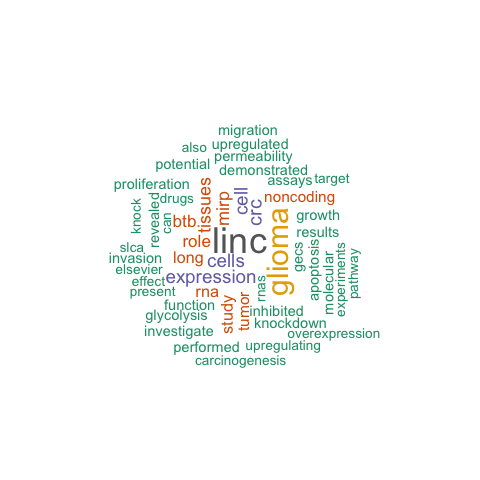 migration
also
upregulated
potential
permeability
demonstrated
proliferation
drugs
tissues
mirp
cell
crc
assays
target
noncoding
knock
revealed
can
btb
role
linc
glioma
growth
results
slca
invasion
long
cells
gecs
apoptosis
molecular
experiments
pathway
elsevier
effect
expression
rnas
present
rna
function
glycolysis
study
tumor
inhibited
knockdown
investigate
overexpression
performed
upregulating
carcinogenesis